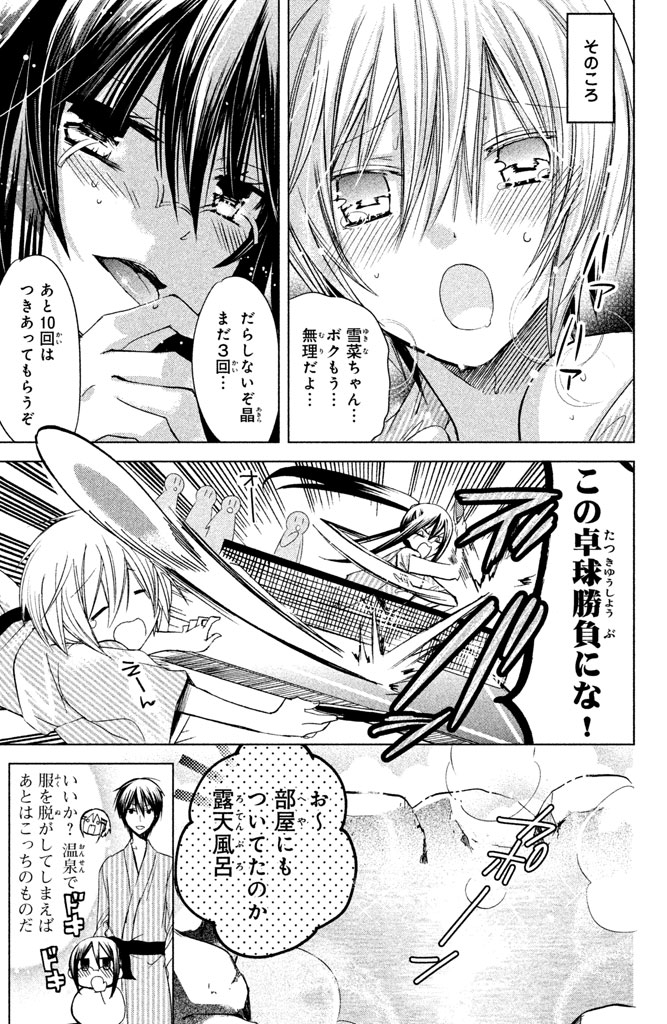 そのころ
雪菜ちゃん…
ボクもう…
無理だよ…
だらしないぞ晶
まだ3回…
あと10回は
つきあってもらうぞ
この卓球勝負にな！
オー
えーん
お〜
部屋にも
ついてたのか
露天風呂
いいか？温泉で
服を脱がしてしまえば
あとはこっちのものだ
ドキ
ドキ